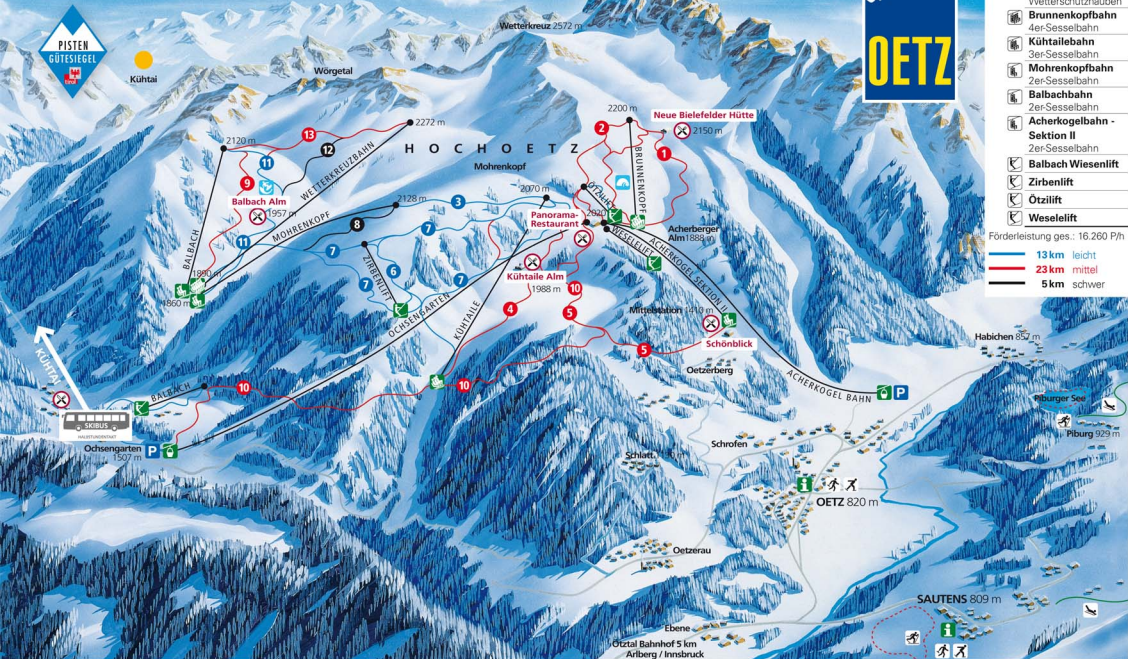 Wetterschutzhauben
Brunnenkopfbahn
4er-Sesselbahn
Kühtailebahn
3er-Sesselbahn
Mohrenkopfbahn
2er-Sesselbahn
Balbachbahn
2er-Sesselbahn
Acherkogelbahn -
Sektion II
2er-Sesselbahn
Balbach Wiesenlift
Zirbenlift
Ötzilift
Weselelift
Förderleistung ges.: 16.260 P/h
13 km leicht
23 km mittel
5 km schwer
OETZ
PISTEN
GÜTESIEGEL
tirol
Kühtai
Wetterkreuz 2572 m
Wörgetal
2200 m
Neue Bielefelder Hütte
2150 m
2272 m
2120 m
13
12
11
2
1
HOCHOETZ
Mohrenkopf
BRUNNENKOPF
WETTERKREUZBAHN
9
Balbach Alm
1957 m
2128 m
3
2070 m
ÖTZILIFT
MOHRENKOPF
8
7
Panorama-
Restaurant
2020
Acherberger
Alm 1888 m
WESELELIFT
ACHERKOGEL SEKTION II
BALBACH
11
7
6
7
7
ZIRBENLIFT
1890 m
1860 m
Kühtaile Alm
1988 m
10
OCHSENGARTEN
KÜHTAILE
4
5
Mittelstation 1410 m
Schönblick
5
Oetzerberg
Habichen 857 m
KÜHTAI
BALBACH
10
10
ACHERKOGEL BAHN
P
Piburger See
Piburg 929 m
SKIBUS
HALBSTUNDENTAKT
Ochsengarten
1507 m
P
Schrofen
Schlatt
OETZ 820 m
Oetzerau
SAUTENS 809 m
Ebene
Ötztal Bahnhof 5 km
Arlberg / Innsbruck